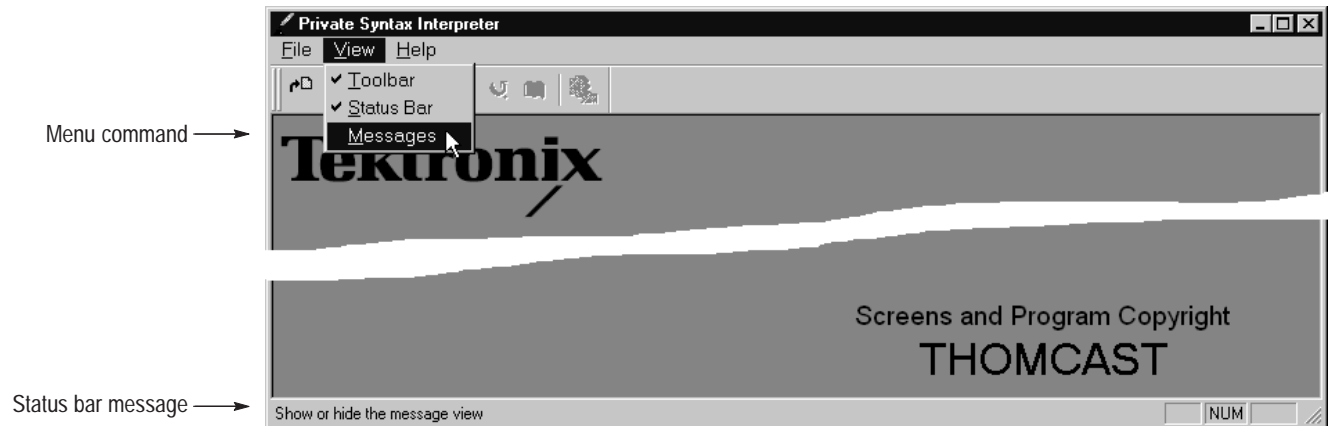 Private Syntax Interpreter
File View Help
Toolbar
Status Bar
Menu command
Messages
Tektronix
Screens and Program Copyright
THOMCAST
Status bar message
Show or hide the message view
NUM